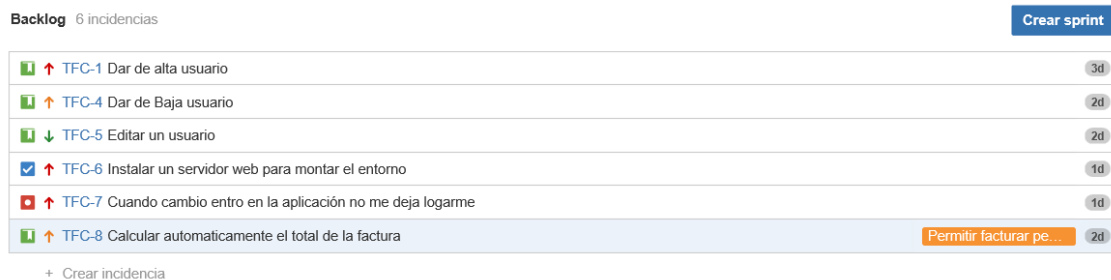 Backlog 6 incidencias Crear sprint
TFC-1 Dar de alta usuario 3d
TFC-4 Dar de Baja usuario 2d
TFC-5 Editar un usuario 2d
TFC-6 Instalar un servidor web para montar el entorno 1d
TFC-7 Cuando cambio entro en la aplicación no me deja logarme 1d
TFC-8 Calcular automaticamente el total de la factura Permitir facturar pe... 2d
+ Crear incidencia